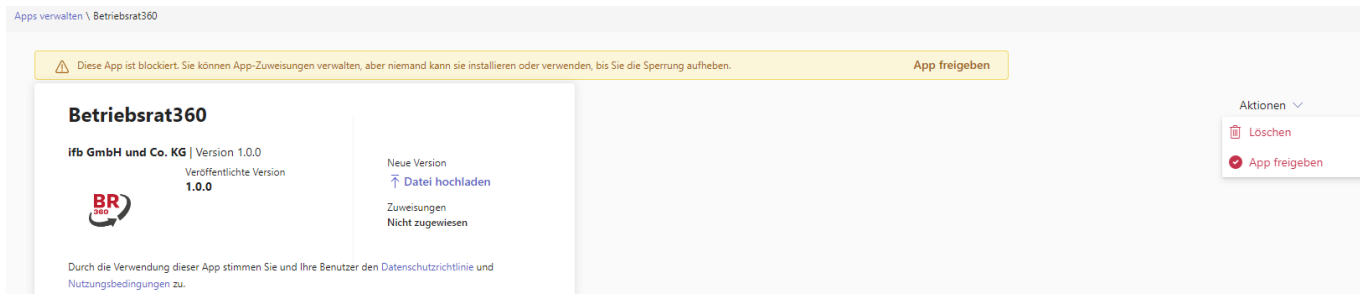 Apps verwalten \ Betriebsrat360
Diese App ist blockiert. Sie können App-Zuweisungen verwalten, aber niemand kann sie installieren oder verwenden, bis Sie die Sperrung aufheben.
App freigeben
Aktionen
Löschen
App freigeben
Betriebsrat360
ifb GmbH und Co. KG | Version 1.0.0
Veröffentlichte Version
1.0.0
BR
360
Neue Version
Datei hochladen
Zuweisungen
Nicht zugewiesen
Durch die Verwendung dieser App stimmen Sie und Ihre Benutzer den Datenschutzrichtlinie und
Nutzungsbedingungen zu.